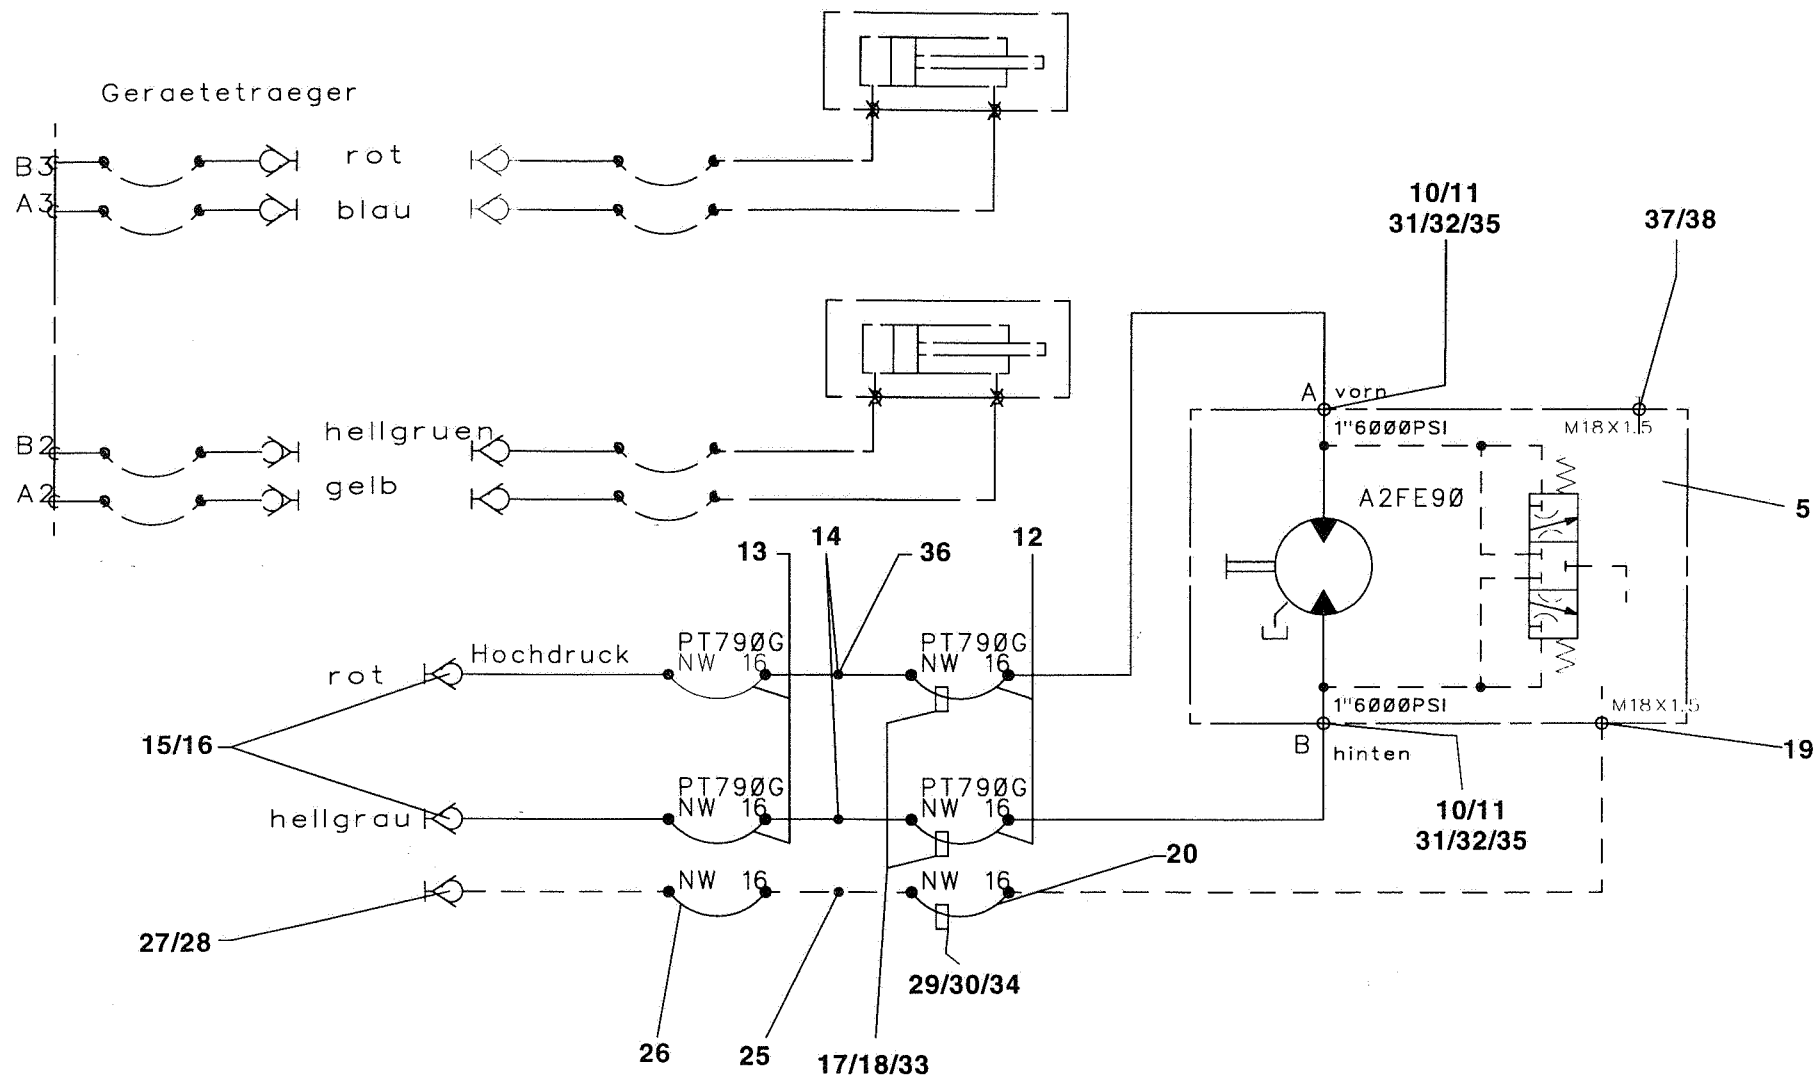 Geraetetraeger
B3
rot
A3
blau
10/11
31/32/35
37/38
A vorn
1"6000PSI
M18X1.5
B2
hellgruen
A2
gelb
A2FE90
5
13
14
36
12
PT790G
NW 16
PT790G
NW 16
Hochdruck
rot
1"6000PSI
M18X1.5
15/16
B hinten
19
PT790G
NW 16
PT790G
NW 16
hellgrau
10/11
31/32/35
20
NW 16
NW 16
27/28
29/30/34
26
25
17/18/33